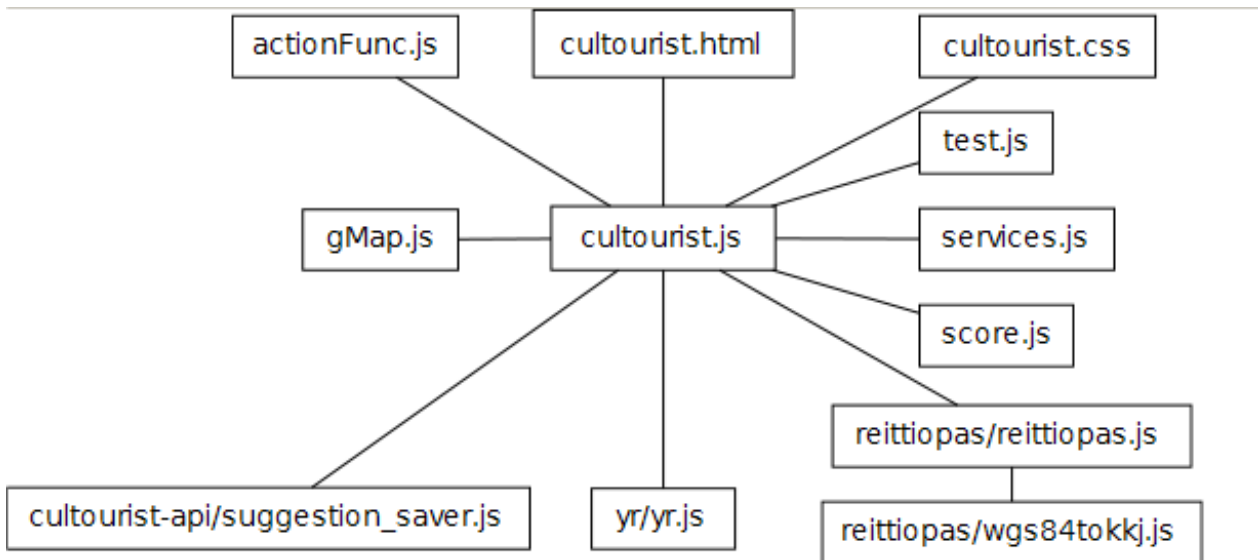 actionFunc.js
cultourist.html
cultourist.css
test.js
gMap.js
cultourist.js
services.js
score.js
reittiopas/reittiopas.js
cultourist-api/suggestion_saver.js
yr/yr.js
reittiopas/wgs84tokkj.js